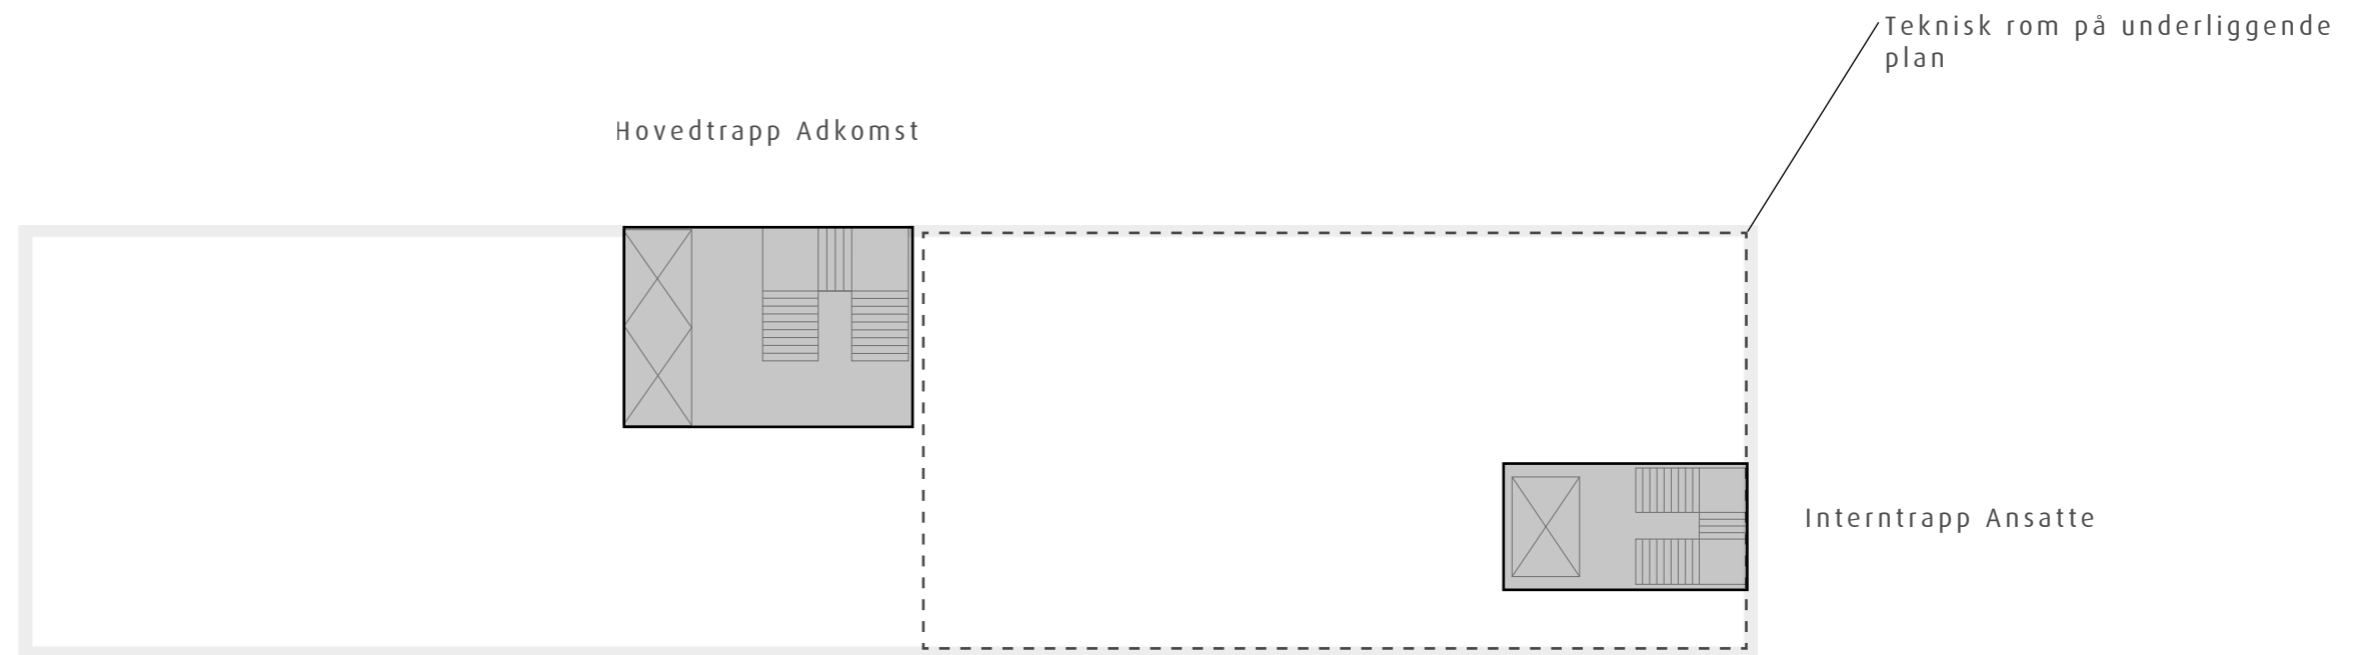 Teknisk rom på underliggende
plan
Hovedtrapp Adkomst
Interntrapp Ansatte